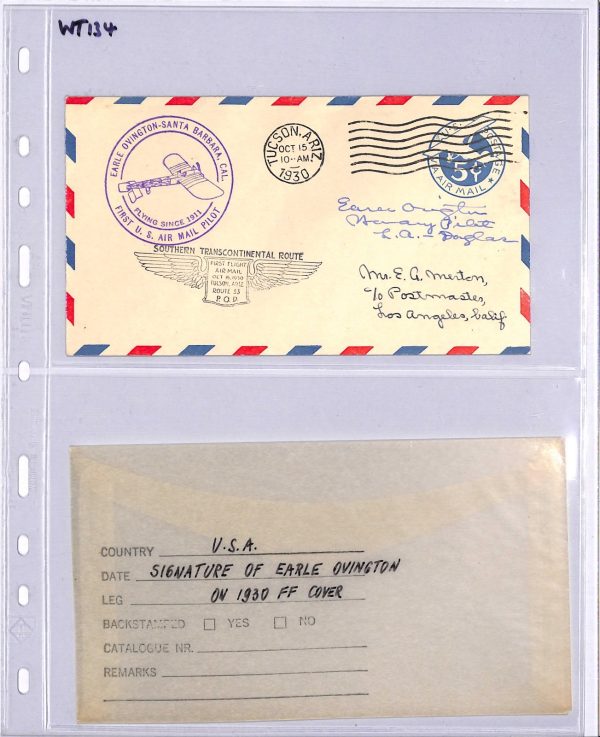 WT134
EARLE OVINGTON-SANTA BARBARA, CAL.
FLYING SINCE 1911
FIRST U. S. AIR MAIL PILOT
TUCSON, ARIZ.
OCT 15
10-AM
1930
U.S. POSTAGE
5¢
AIR MAIL
Earle Ovington
Pilot
L.A. - Douglas
SOUTHERN TRANSCONTINENTAL ROUTE
FIRST FLIGHT
AIR MAIL
OCT 15, 1930
TUCSON, ARIZ.
ROUTE 33
P.O.D.
Mr. E. A. Merton,
c/o Postmaster,
Los Angeles, Calif.
COUNTRY U.S.A.
DATE SIGNATURE OF EARLE OVINGTON
LEG ON 1930 FF COVER
BACKSTAMPED YES NO
CATALOGUE NR.
REMARKS